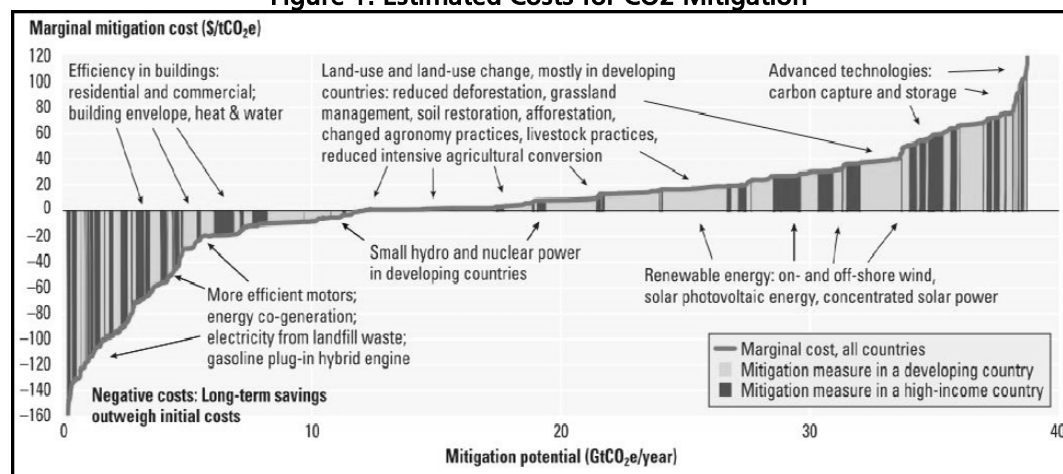 Figure 1: Estimated Costs for CO2 Mitigation
Marginal mitigation cost ($/tCO₂e)
120
100
80
60
40
20
0
−20
−40
−60
−80
−100
−120
−140
−160
Efficiency in buildings:
residential and commercial;
building envelope, heat & water
Land-use and land-use change, mostly in developing
countries: reduced deforestation, grassland
management, soil restoration, afforestation,
changed agronomy practices, livestock practices,
reduced intensive agricultural conversion
Advanced technologies:
carbon capture and storage
Small hydro and nuclear power
in developing countries
Renewable energy: on- and off-shore wind,
solar photovoltaic energy, concentrated solar power
More efficient motors;
energy co-generation;
electricity from landfill waste;
gasoline plug-in hybrid engine
Negative costs: Long-term savings
outweigh initial costs
Marginal cost, all countries
Mitigation measure in a developing country
Mitigation measure in a high-income country
0
10
20
30
40
Mitigation potential (GtCO₂e/year)